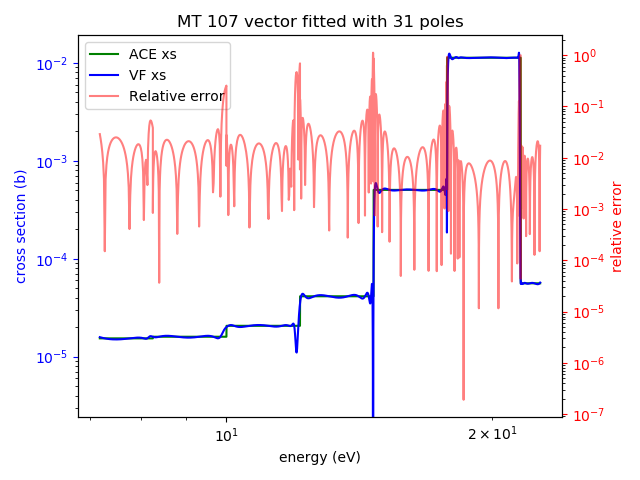 MT 107 vector fitted with 31 poles
ACE xs
VF xs
Relative error
cross section (b)
10⁻²
10⁻³
10⁻⁴
10⁻⁵
10⁰
10⁻¹
10⁻²
10⁻³
10⁻⁴
10⁻⁵
10⁻⁶
10⁻⁷
relative error
10¹
2 × 10¹
energy (eV)